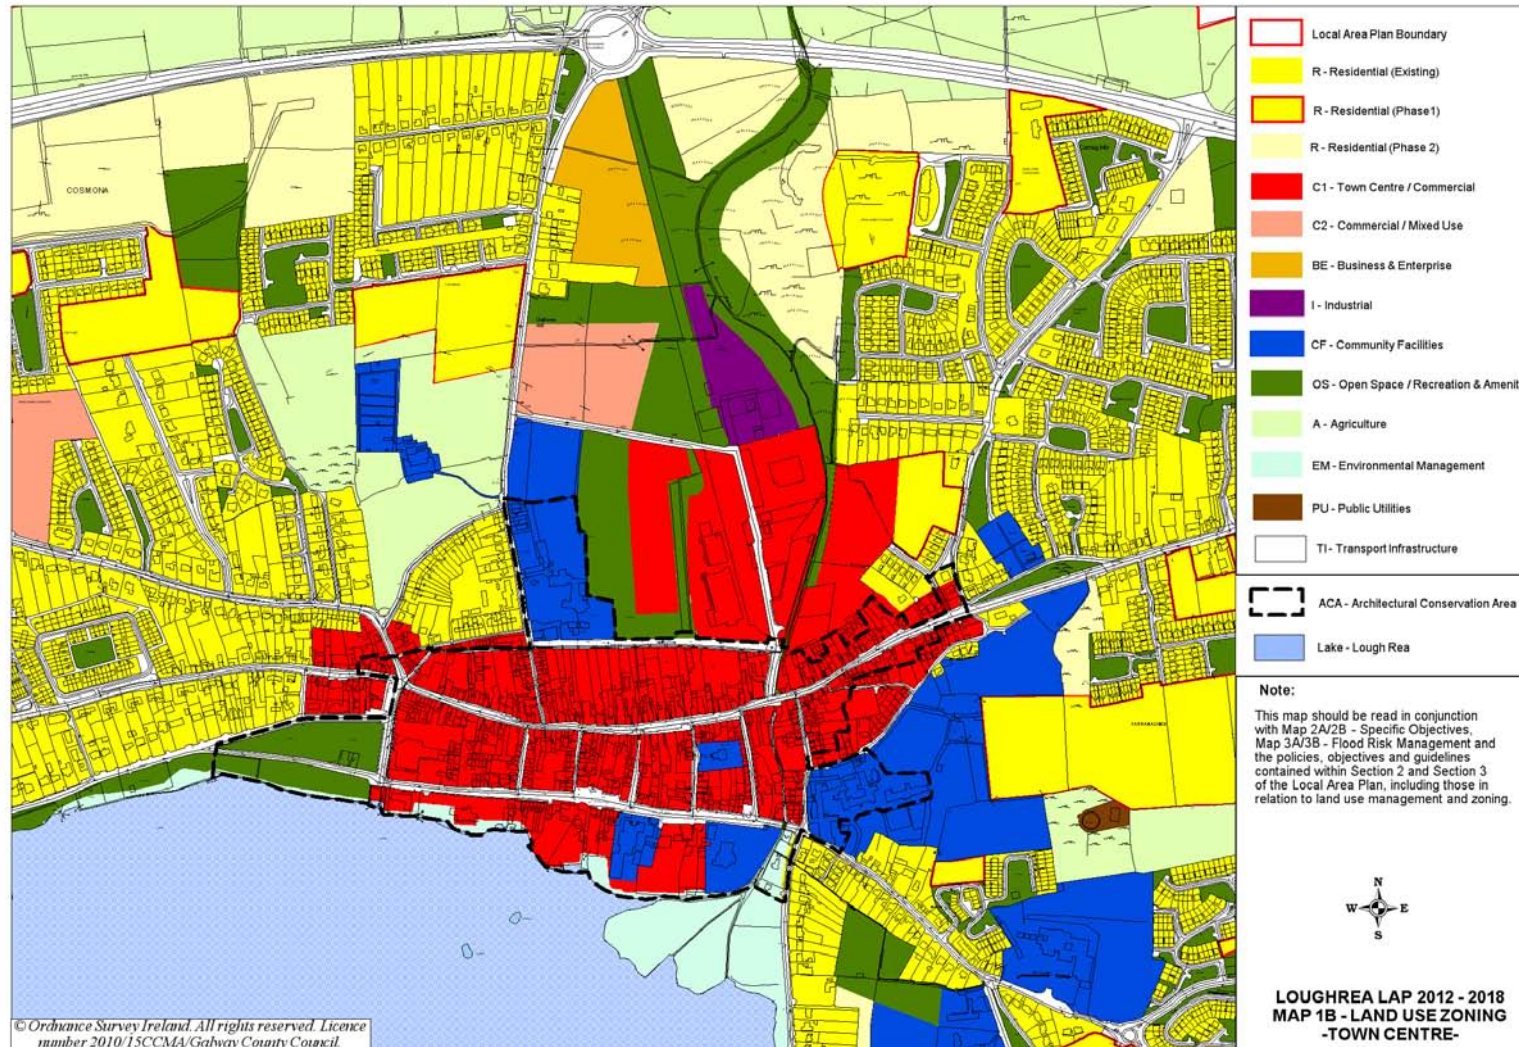 COSMONA
Local Area Plan Boundary
R - Residential (Existing)
R - Residential (Phase1)
R - Residential (Phase 2)
C1 - Town Centre / Commercial
C2 - Commercial / Mixed Use
BE - Business & Enterprise
I - Industrial
CF - Community Facilities
OS - Open Space / Recreation & Amenit
A - Agriculture
EM - Environmental Management
PU - Public Utilities
TI - Transport Infrastructure
ACA - Architectural Conservation Area
Lake - Lough Rea
Note:
This map should be read in conjunction
with Map 2A/2B - Specific Objectives,
Map 3A/3B - Flood Risk Management and
the policies, objectives and guidelines
contained within Section 2 and Section 3
of the Local Area Plan, including those in
relation to land use management and zoning.
N
W E
S
LOUGHREA LAP 2012 - 2018
MAP 1B - LAND USE ZONING
-TOWN CENTRE-
© Ordnance Survey Ireland. All rights reserved. Licence
number 2010/15CCMA/Galway County Council.